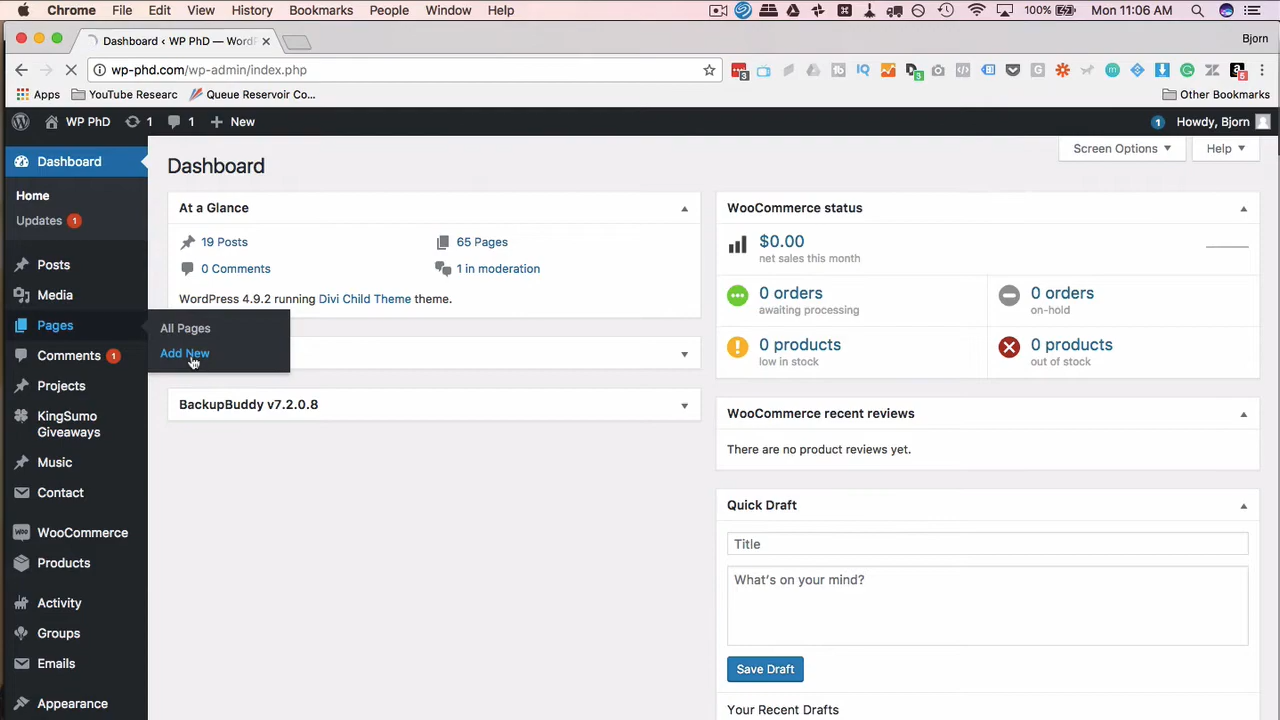 Chrome File Edit View History Bookmarks People Window Help 100% Mon 11:06 AM
Dashboard ‹ WP PhD — WordP
Bjorn
wp-phd.com/wp-admin/index.php
Apps YouTube Researc Queue Reservoir Co... Other Bookmarks
WP PhD 1 1 New 1 Howdy, Bjorn
Screen Options Help
Dashboard
Home
Updates 1
Posts
Media
Pages
All Pages
Add New
Comments 1
Projects
KingSumo
Giveaways
Music
Contact
WooCommerce
Products
Activity
Groups
Emails
Appearance
Dashboard
At a Glance
19 Posts 65 Pages
0 Comments 1 in moderation
WordPress 4.9.2 running Divi Child Theme theme.
BackupBuddy v7.2.0.8
WooCommerce status
$0.00
net sales this month
0 orders
awaiting processing
0 orders
on-hold
0 products
low in stock
0 products
out of stock
WooCommerce recent reviews
There are no product reviews yet.
Quick Draft
Title
What's on your mind?
Save Draft
Your Recent Drafts